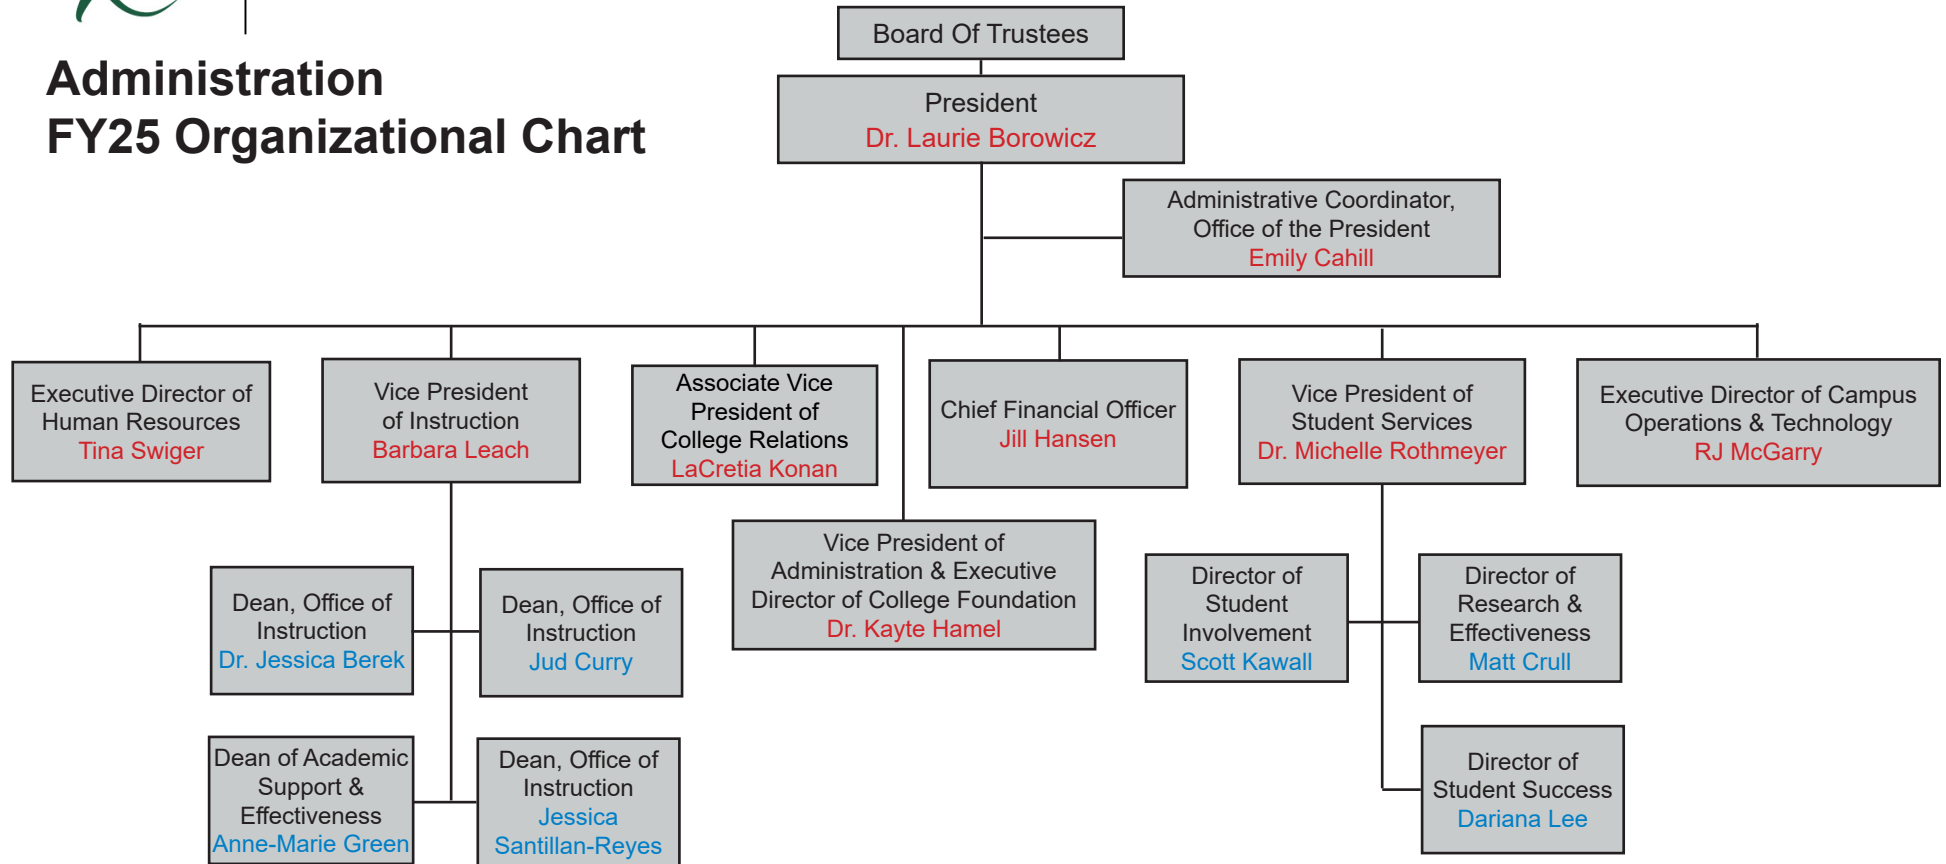 Administration
FY25 Organizational Chart
Board Of Trustees
President
Dr. Laurie Borowicz
Administrative Coordinator,
Office of the President
Emily Cahill
Executive Director of
Human Resources
Tina Swiger
Vice President
of Instruction
Barbara Leach
Associate Vice
President of
College Relations
LaCretia Konan
Chief Financial Officer
Jill Hansen
Vice President of
Student Services
Dr. Michelle Rothmeyer
Executive Director of Campus
Operations & Technology
RJ McGarry
Vice President of
Administration & Executive
Director of College Foundation
Dr. Kayte Hamel
Dean, Office of
Instruction
Dr. Jessica Berek
Dean, Office of
Instruction
Jud Curry
Director of
Student
Involvement
Scott Kawall
Director of
Research &
Effectiveness
Matt Crull
Dean of Academic
Support &
Effectiveness
Anne-Marie Green
Dean, Office of
Instruction
Jessica
Santillan-Reyes
Director of
Student Success
Dariana Lee